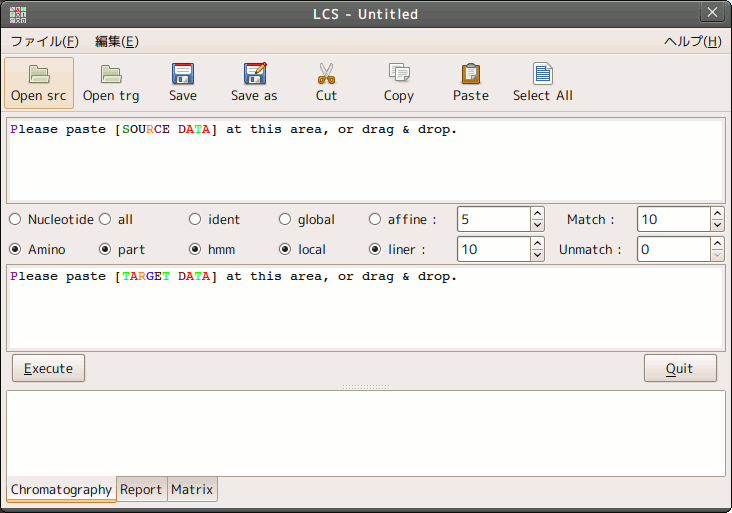 LCS - Untitled
ファイル(F) 編集(E) ヘルプ(H)
Open src Open trg Save Save as Cut Copy Paste Select All
Please paste [SOURCE DATA] at this area, or drag & drop.
Nucleotide all ident global affine : 5 Match : 10
Amino part hmm local liner : 10 Unmatch : 0
Please paste [TARGET DATA] at this area, or drag & drop.
Execute Quit
Chromatography Report Matrix